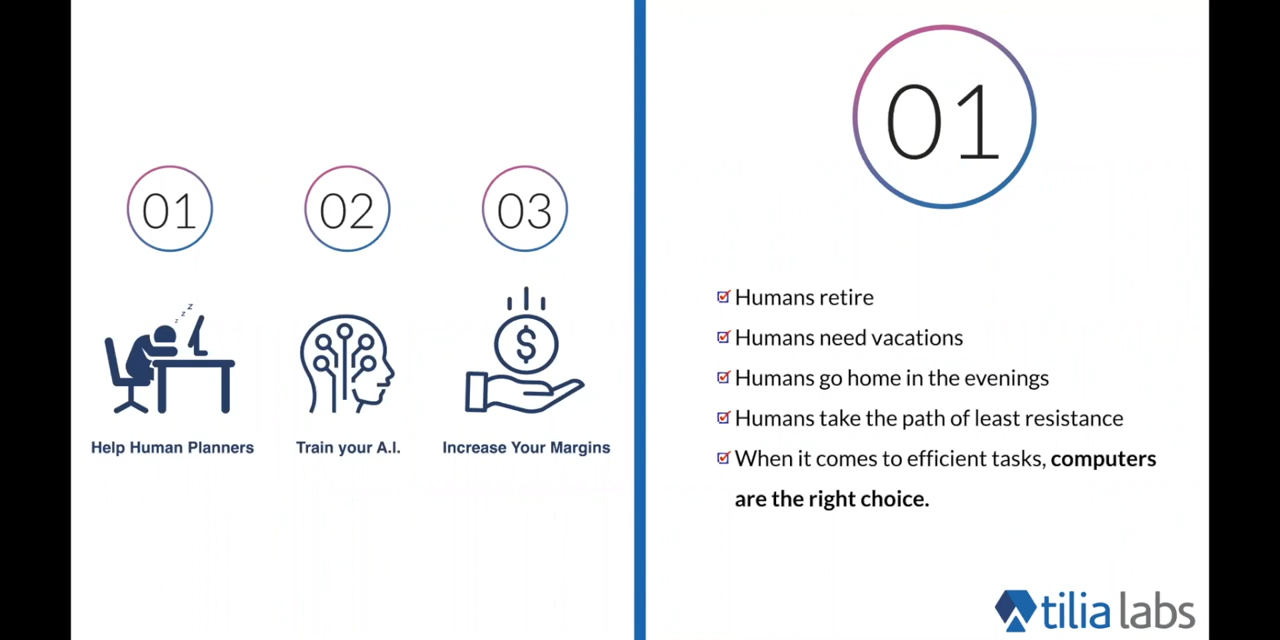 01
02
03
z
z
z
Help Human Planners
Train your A.I.
Increase Your Margins
01
Humans retire
Humans need vacations
Humans go home in the evenings
Humans take the path of least resistance
When it comes to efficient tasks, computers
are the right choice.
tilia labs